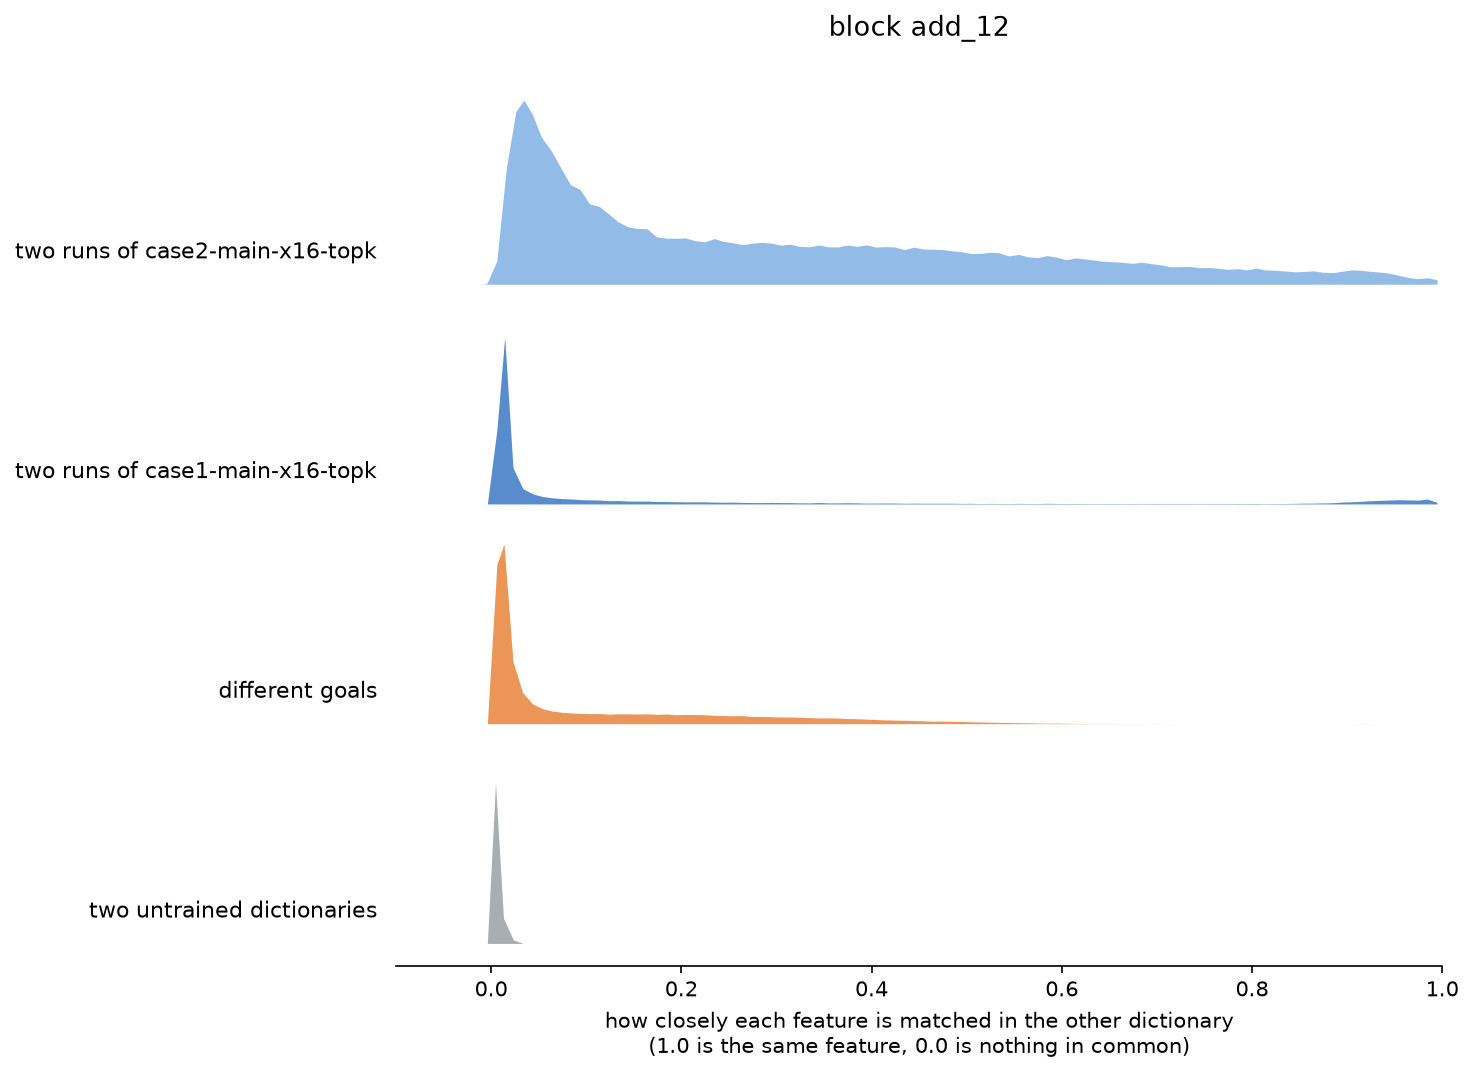 block add_12
two runs of case2-main-x16-topk
two runs of case1-main-x16-topk
different goals
two untrained dictionaries
0.0 0.2 0.4 0.6 0.8 1.0
how closely each feature is matched in the other dictionary
(1.0 is the same feature, 0.0 is nothing in common)